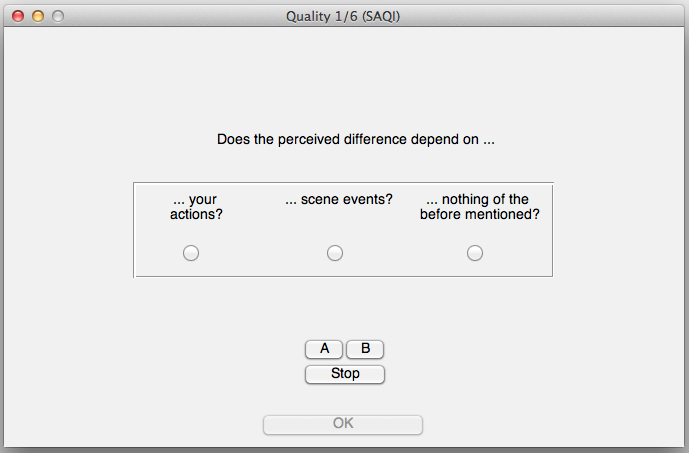 Quality 1/6 (SAQI)
Does the perceived difference depend on ...
... your
actions?
... scene events?
... nothing of the
before mentioned?
A
B
Stop
OK